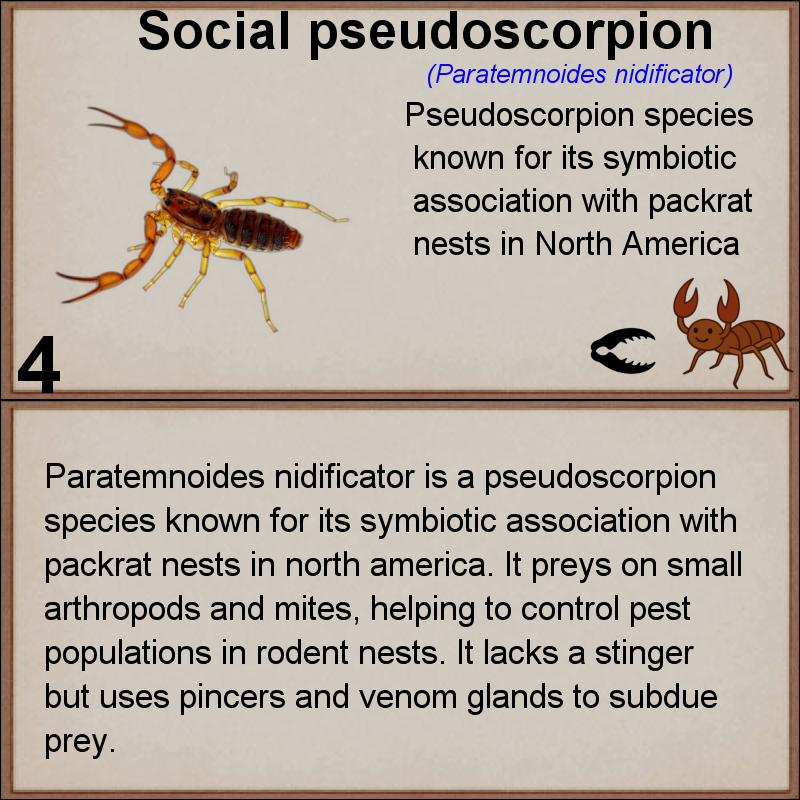 Social pseudoscorpion
(Paratemnoides nidificator)
Pseudoscorpion species
known for its symbiotic
association with packrat
nests in North America
4
Paratemnoides nidificator is a pseudoscorpion
species known for its symbiotic association with
packrat nests in north america. It preys on small
arthropods and mites, helping to control pest
populations in rodent nests. It lacks a stinger
but uses pincers and venom glands to subdue
prey.